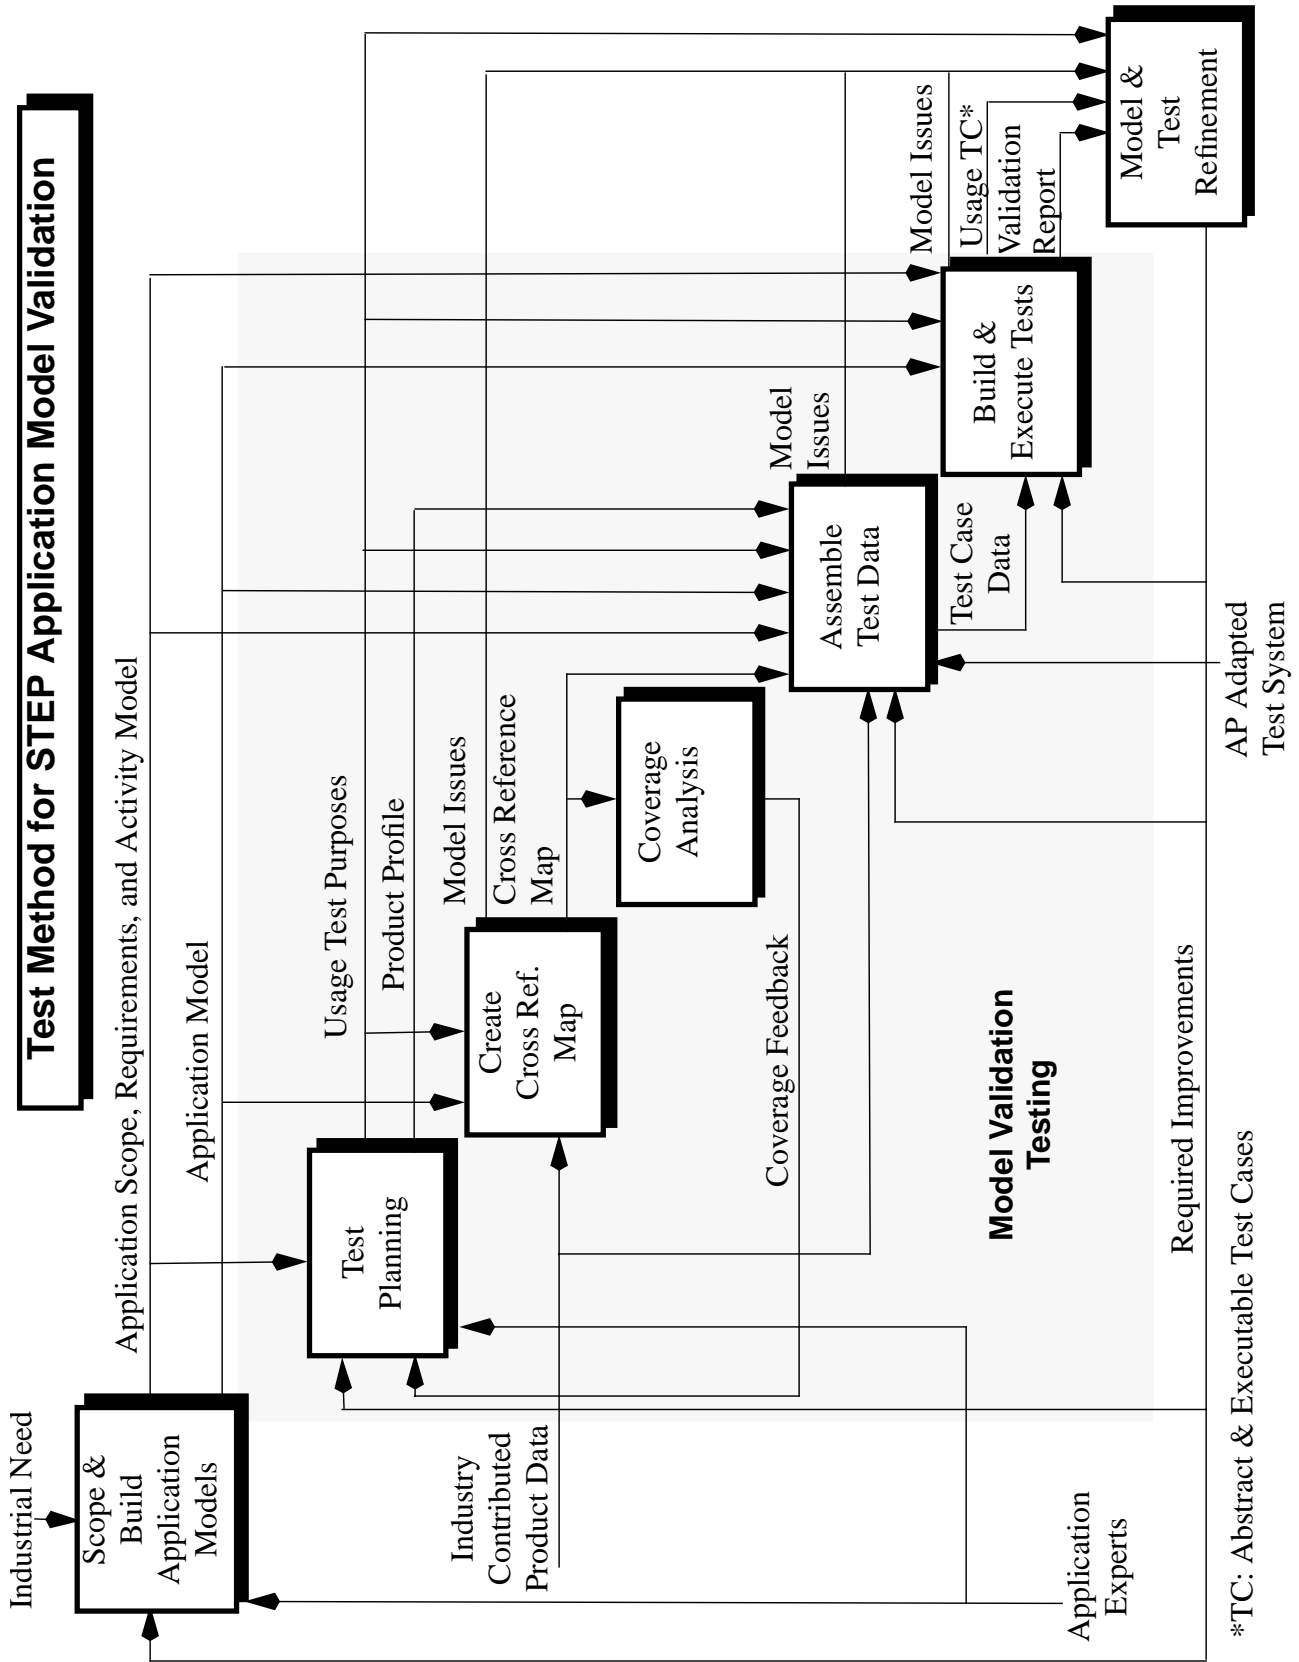 Test Method for STEP Application Model Validation
Industrial Need
Scope &
Build
Application
Models
Application Scope, Requirements, and Activity Model
Application Model
Test
Planning
Usage Test Purposes
Product Profile
Industry
Contributed
Product Data
Create
Cross Ref.
Map
Model Issues
Cross Reference
Map
Coverage
Analysis
Coverage Feedback
Assemble
Test Data
Model
Issues
Test Case
Data
Build &
Execute Tests
Model Issues
Usage TC*
Validation
Report
Model &
Test
Refinement
Model Validation
Testing
Application
Experts
Required Improvements
AP Adapted
Test System
*TC: Abstract & Executable Test Cases